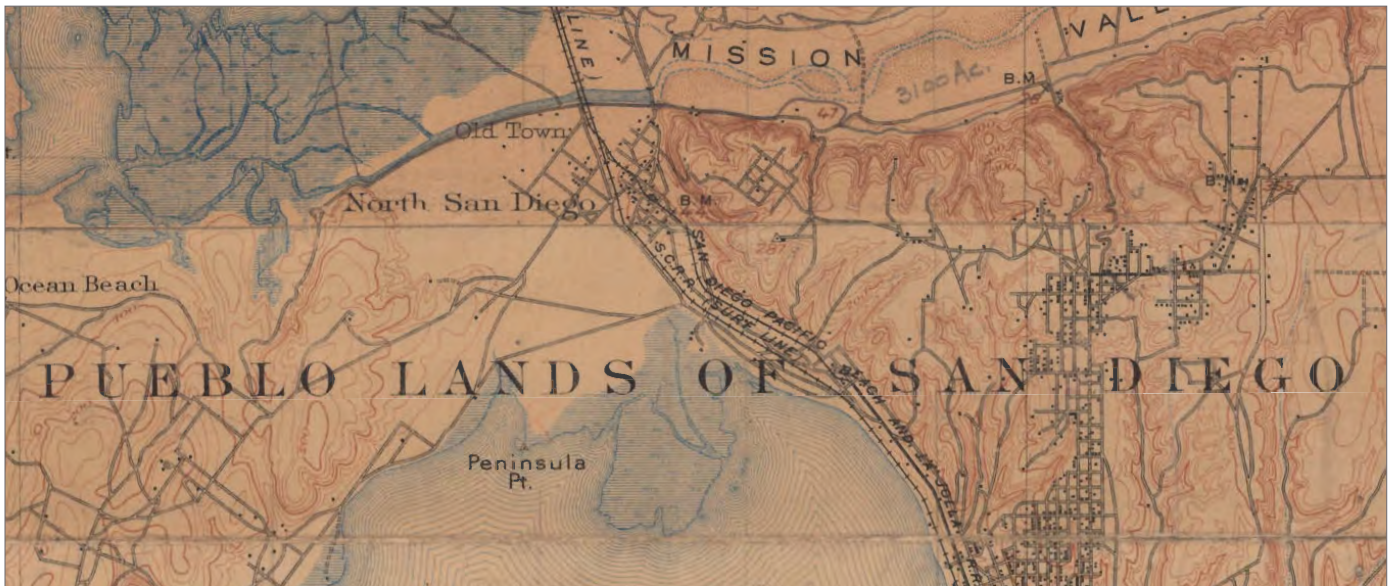 LINE)
MISSION
VALL
3100 Ac.
B.M.
47
Old Town
North San Diego
B.M.
B.M.
Ocean Beach
SAN DIEGO PACIFIC BEACH AND LA JOLLA
S.C.R.R. (SURF LINE)
PUEBLO LANDS OF SAN DIEGO
Peninsula
Pt.
R.R.